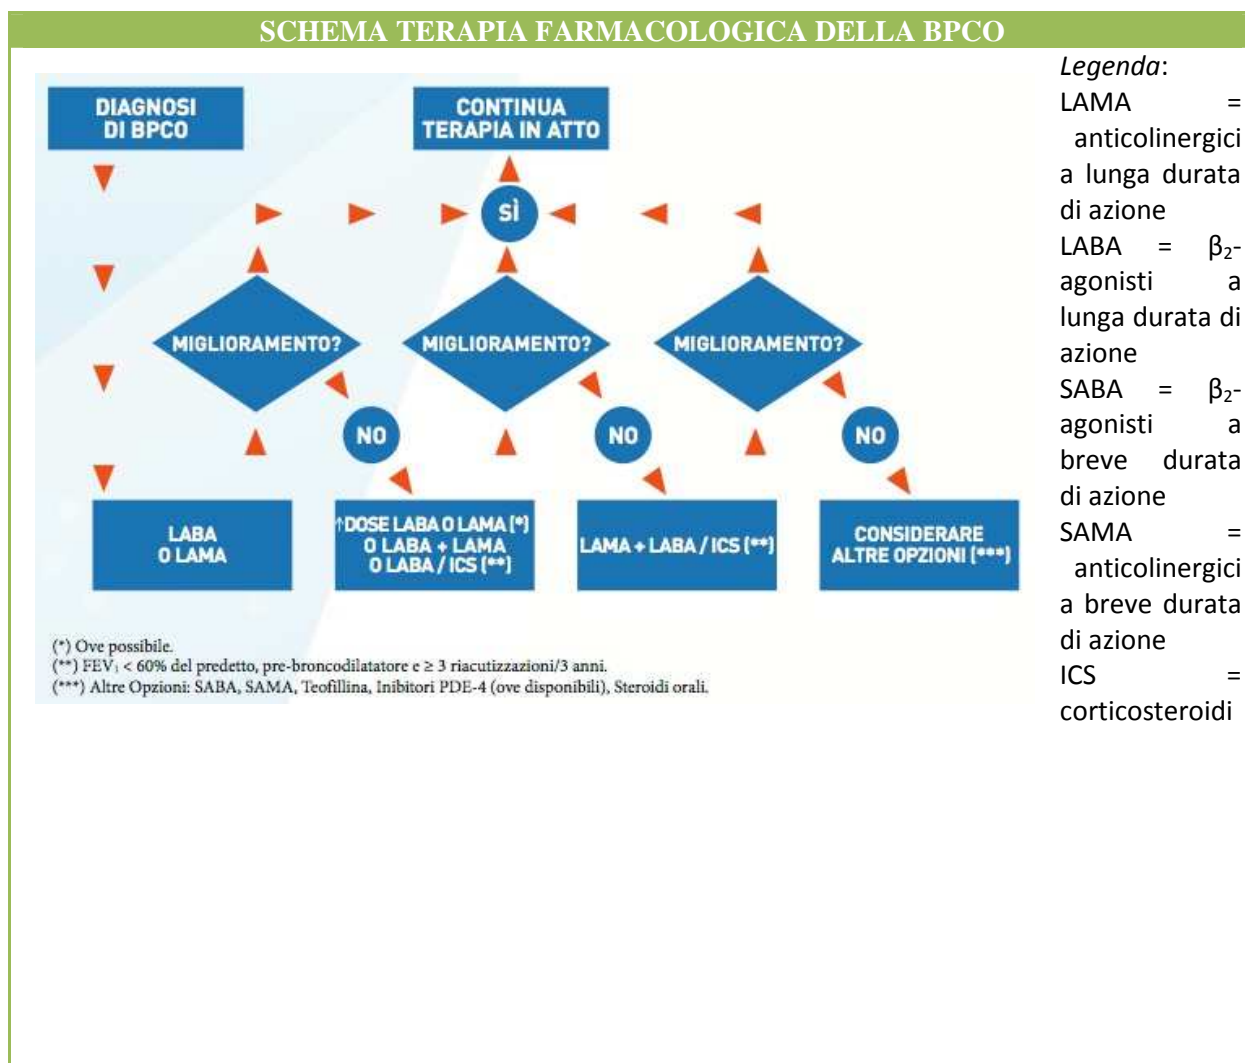 SCHEMA TERAPIA FARMACOLOGICA DELLA BPCO
DIAGNOSI
DI BPCO
CONTINUA
TERAPIA IN ATTO
SÌ
MIGLIORAMENTO?
MIGLIORAMENTO?
MIGLIORAMENTO?
NO
NO
NO
LABA
O LAMA
↑DOSE LABA O LAMA (*)
O LABA + LAMA
O LABA / ICS (**)
LAMA + LABA / ICS (**)
CONSIDERARE
ALTRE OPZIONI (***)
(*) Ove possibile.
(**) FEV₁ < 60% del predetto, pre-broncodilatatore e ≥ 3 riacutizzazioni/3 anni.
(***) Altre Opzioni: SABA, SAMA, Teofillina, Inibitori PDE-4 (ove disponibili), Steroidi orali.
Legenda:
LAMA =
anticolinergici
a lunga durata
di azione
LABA = β₂-
agonisti a
lunga durata di
azione
SABA = β₂-
agonisti a
breve durata
di azione
SAMA =
anticolinergici
a breve durata
di azione
ICS =
corticosteroidi